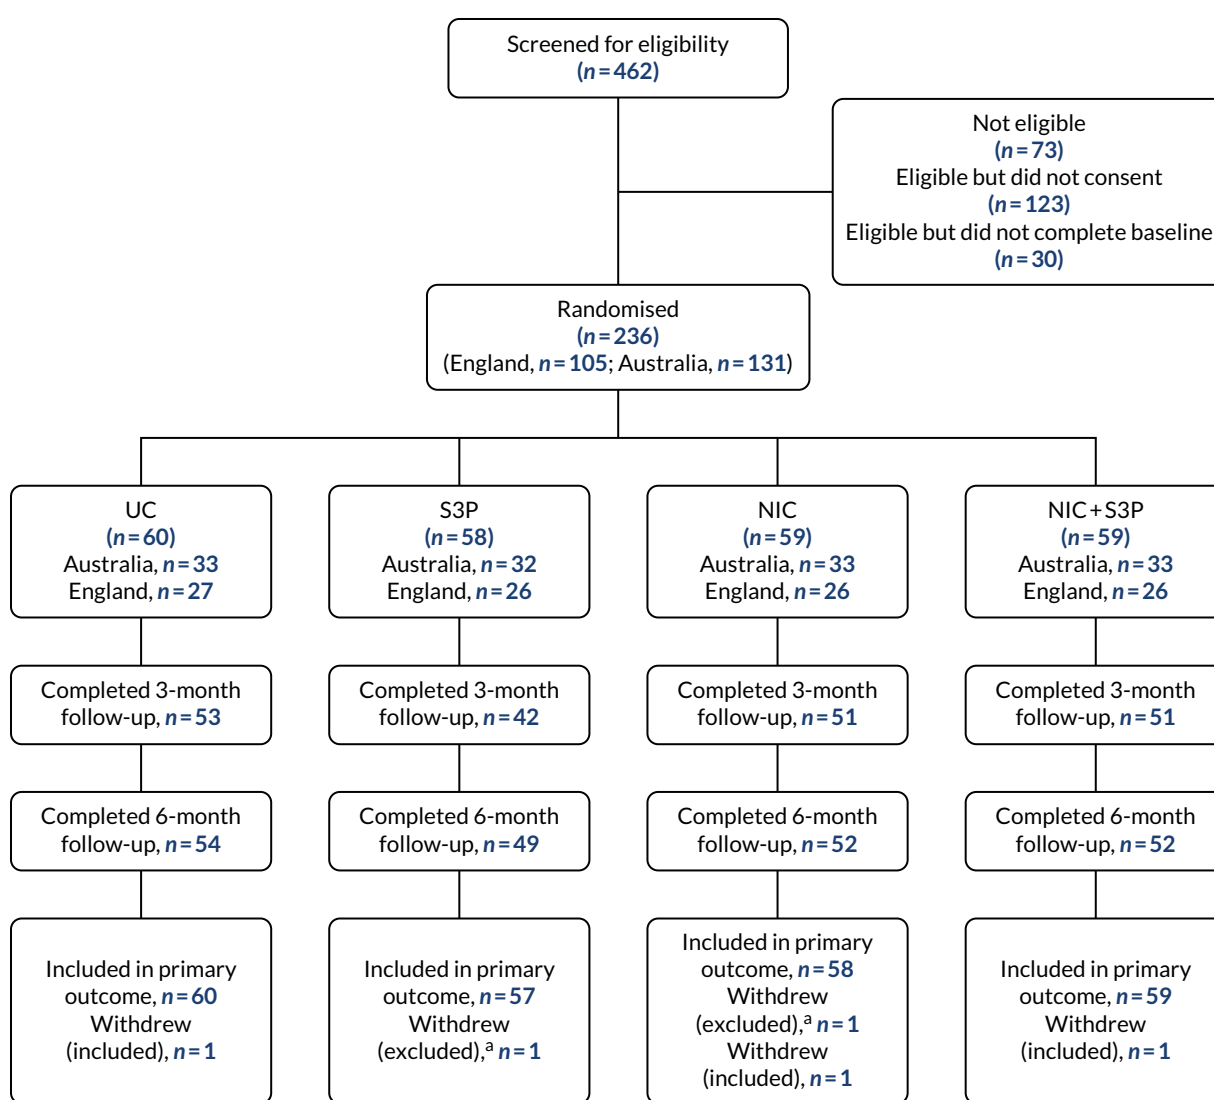 Screened for eligibility
(n=462)
Not eligible
(n=73)
Eligible but did not consent
(n=123)
Eligible but did not complete baseline
(n=30)
Randomised
(n=236)
(England, n=105; Australia, n=131)
UC
(n=60)
Australia, n=33
England, n=27
S3P
(n=58)
Australia, n=32
England, n=26
NIC
(n=59)
Australia, n=33
England, n=26
NIC+S3P
(n=59)
Australia, n=33
England, n=26
Completed 3-month
follow-up, n=53
Completed 3-month
follow-up, n=42
Completed 3-month
follow-up, n=51
Completed 3-month
follow-up, n=51
Completed 6-month
follow-up, n=54
Completed 6-month
follow-up, n=49
Completed 6-month
follow-up, n=52
Completed 6-month
follow-up, n=52
Included in primary
outcome, n=60
Withdrew
(included), n=1
Included in primary
outcome, n=57
Withdrew
(excluded),ᵃ n=1
Included in primary
outcome, n=58
Withdrew
(excluded),ᵃ n=1
Withdrew
(included), n=1
Included in primary
outcome, n=59
Withdrew
(included), n=1